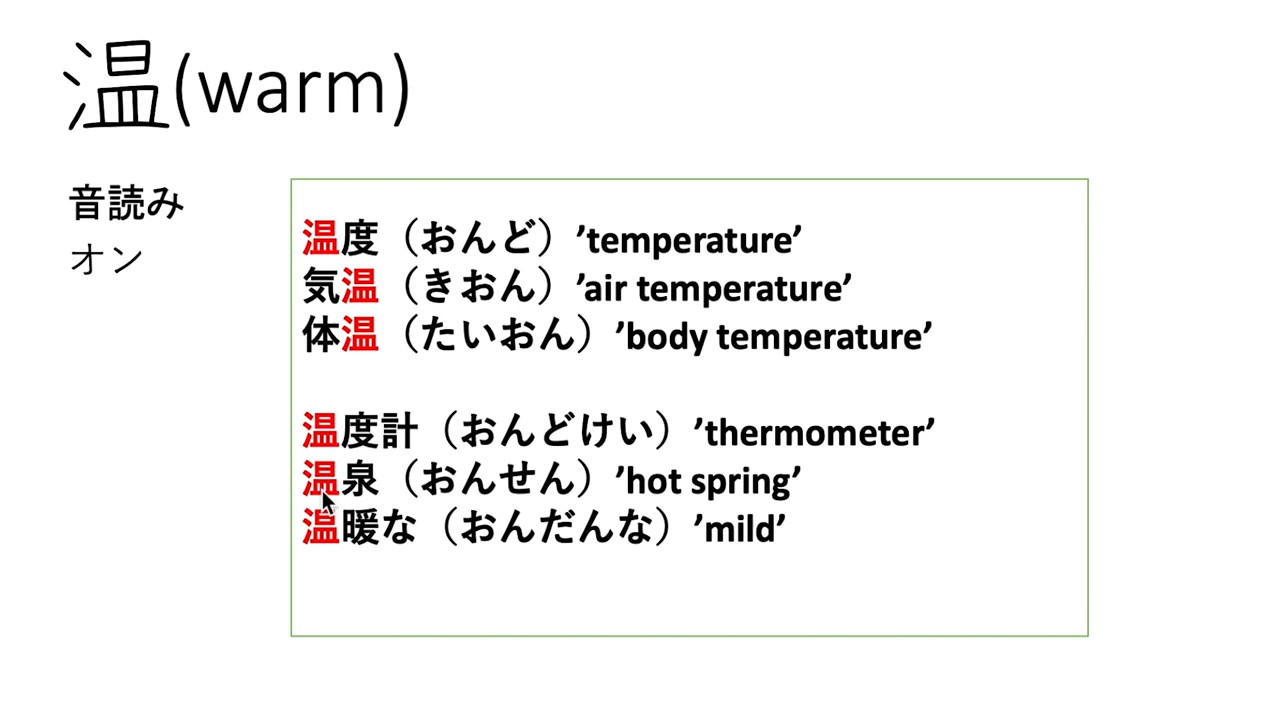 温(warm)
音読み
オン
温度（おんど）’temperature’
気温（きおん）’air temperature’
体温（たいおん）’body temperature’
温度計（おんどけい）’thermometer’
温泉（おんせん）’hot spring’
温暖な（おんだんな）’mild’